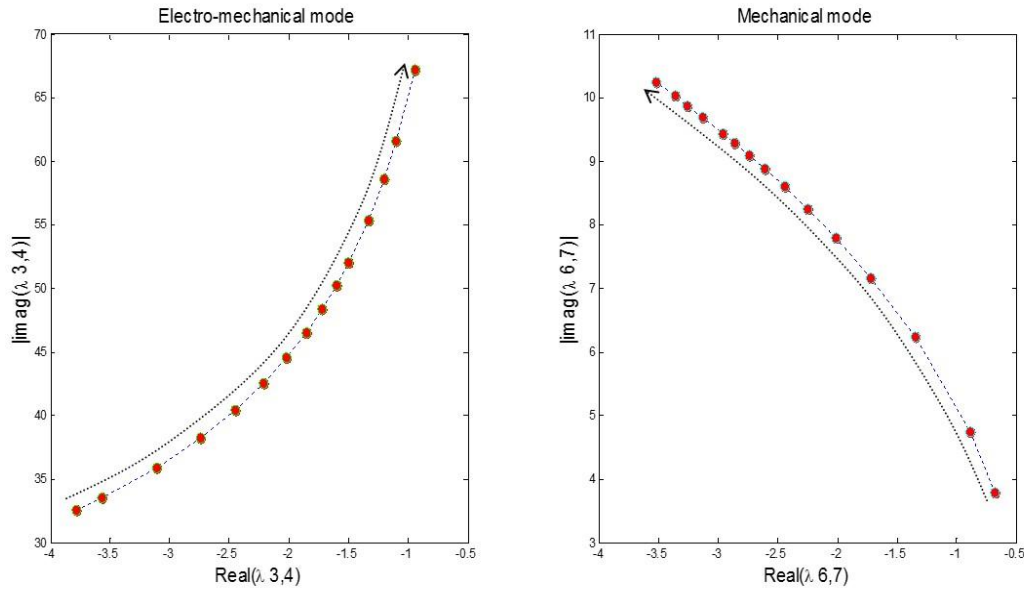 Electro-mechanical mode
70
65
60
55
50
45
40
35
30
|imag(λ 3,4)|
-4 -3.5 -3 -2.5 -2 -1.5 -1 -0.5
Real(λ 3,4)
Mechanical mode
11
10
9
8
7
6
5
4
3
|imag(λ 6,7)|
-4 -3.5 -3 -2.5 -2 -1.5 -1 -0.5
Real(λ 6,7)